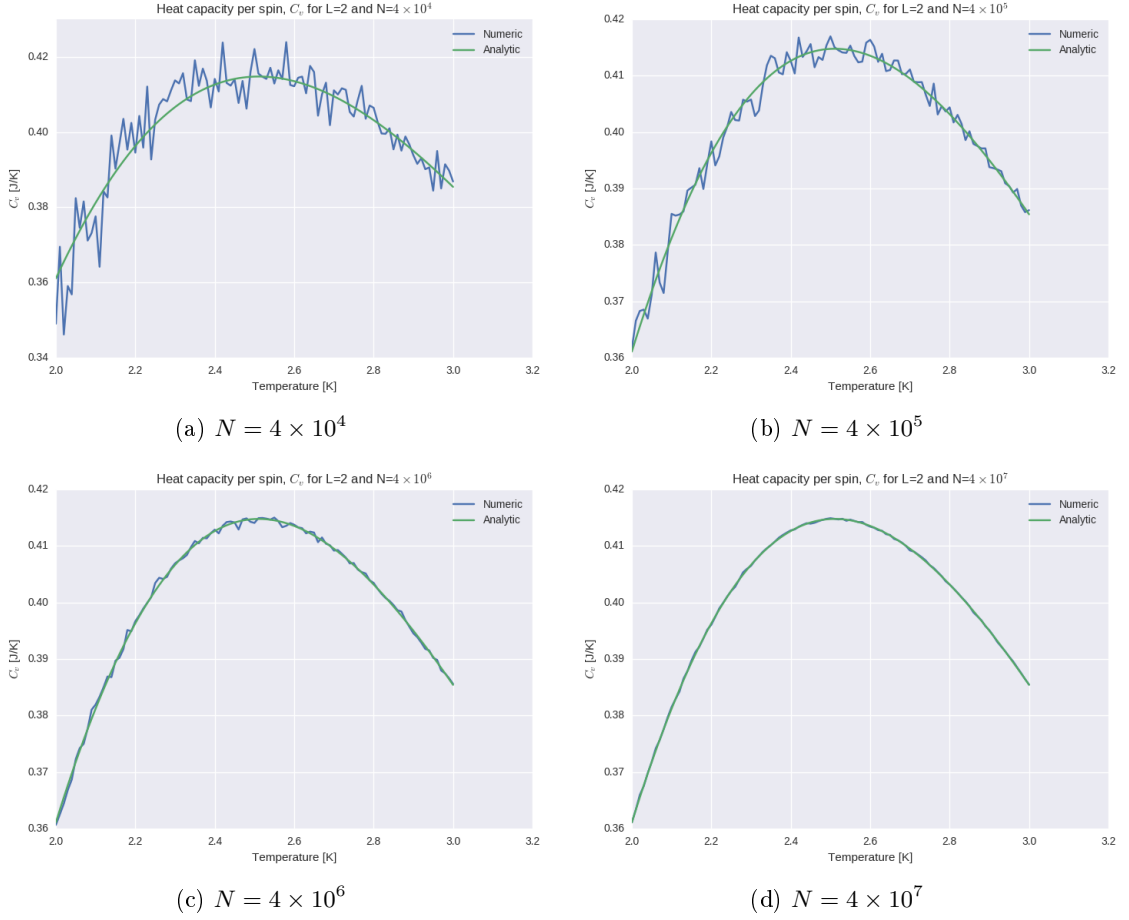 Heat capacity per spin, C_v for L=2 and N=4 × 10^4
Numeric
Analytic
0.42
0.40
0.38
0.36
0.34
C_v [J/K]
2.0 2.2 2.4 2.6 2.8 3.0 3.2
Temperature [K]
(a) N = 4 × 10^4
Heat capacity per spin, C_v for L=2 and N=4 × 10^5
Numeric
Analytic
0.42
0.41
0.40
0.39
0.38
0.37
0.36
C_v [J/K]
2.0 2.2 2.4 2.6 2.8 3.0 3.2
Temperature [K]
(b) N = 4 × 10^5
Heat capacity per spin, C_v for L=2 and N=4 × 10^6
Numeric
Analytic
0.42
0.41
0.40
0.39
0.38
0.37
0.36
C_v [J/K]
2.0 2.2 2.4 2.6 2.8 3.0 3.2
Temperature [K]
(c) N = 4 × 10^6
Heat capacity per spin, C_v for L=2 and N=4 × 10^7
Numeric
Analytic
0.42
0.41
0.40
0.39
0.38
0.37
0.36
C_v [J/K]
2.0 2.2 2.4 2.6 2.8 3.0 3.2
Temperature [K]
(d) N = 4 × 10^7